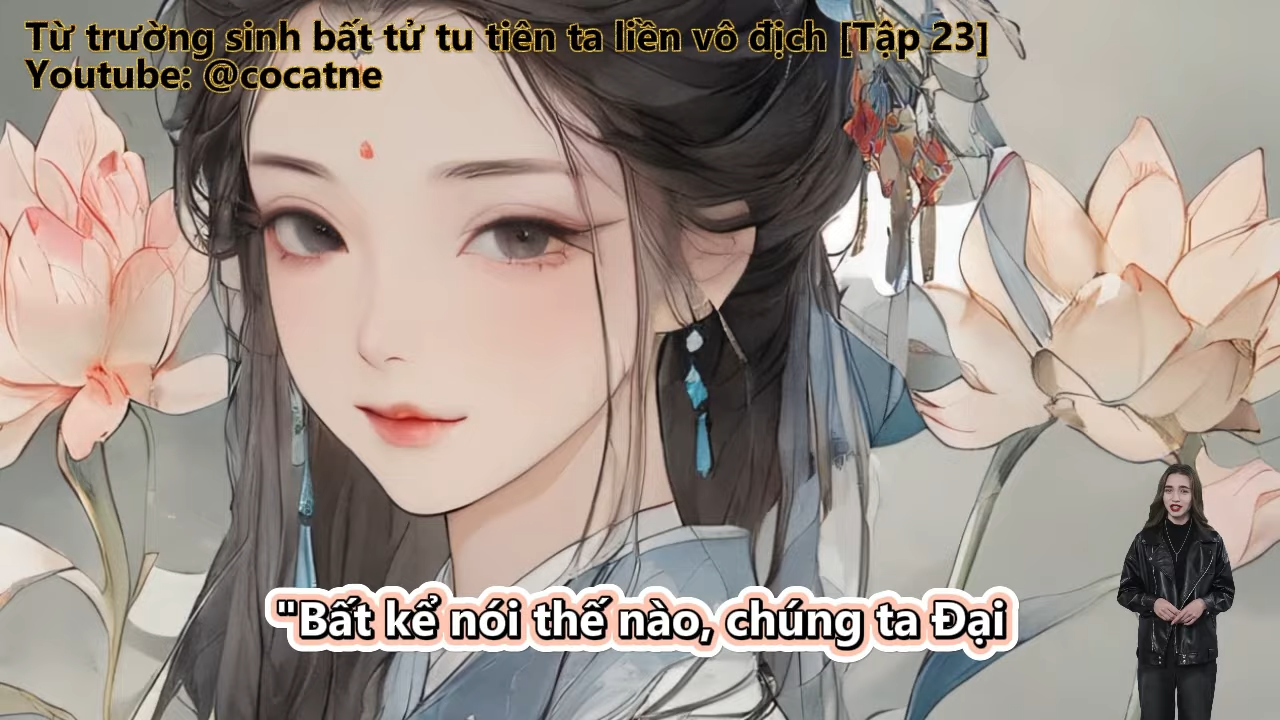 Từ trường sinh bất tử tu tiên ta liền vô địch [Tập 23]
Youtube: @cocatne
"Bất kể nói thế nào, chúng ta Đại